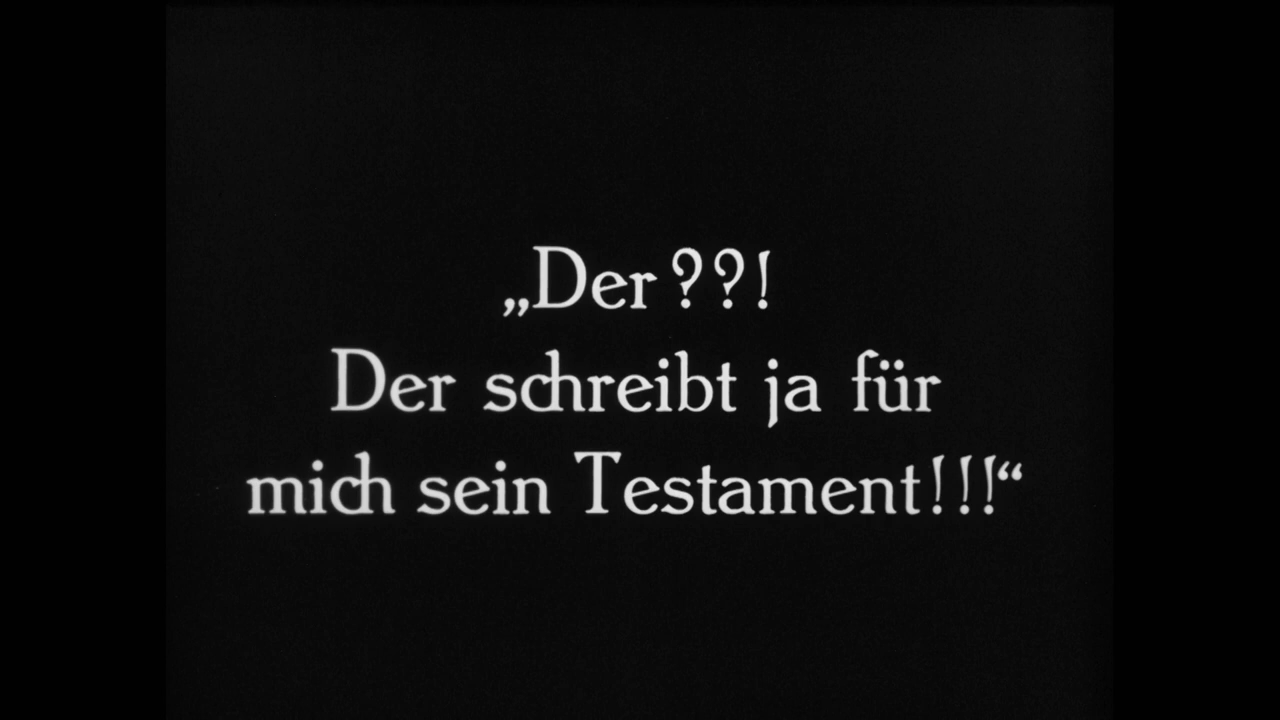 „Der ??!
Der schreibt ja für
mich sein Testament!!!“